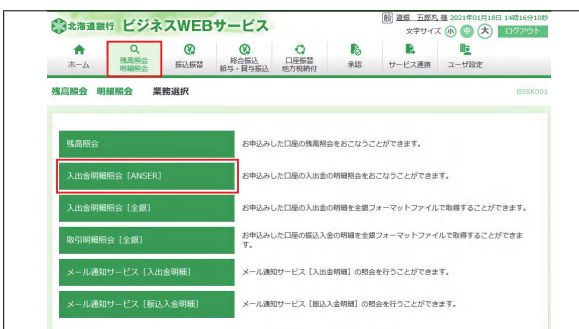 北海道銀行 ビジネスWEBサービス
般 道銀 五郎丸 様 2021年01月18日 14時16分10秒
文字サイズ 小 中 大 ログアウト
ホーム
残高照会
明細照会
振込振替
総合振込
給与・賞与振込
口座振替
地方税納付
承認
サービス連携
ユーザ設定
残高照会 明細照会 業務選択 BSSK001
残高照会 お申込みした口座の残高照会をおこなうことができます。
入出金明細照会［ANSER］ お申込みした口座の入出金の明細照会をおこなうことができます。
入出金明細照会［全銀］ お申込みした口座の入出金の明細を全銀フォーマットファイルで取得することができます。
取引明細照会［全銀］ お申込みした口座の振込入金の明細を全銀フォーマットファイルで取得することができま
す。
メール通知サービス［入出金明細］ メール通知サービス［入出金明細］の照会を行うことができます。
メール通知サービス［振込入金明細］ メール通知サービス［振込入金明細］の照会を行うことができます。